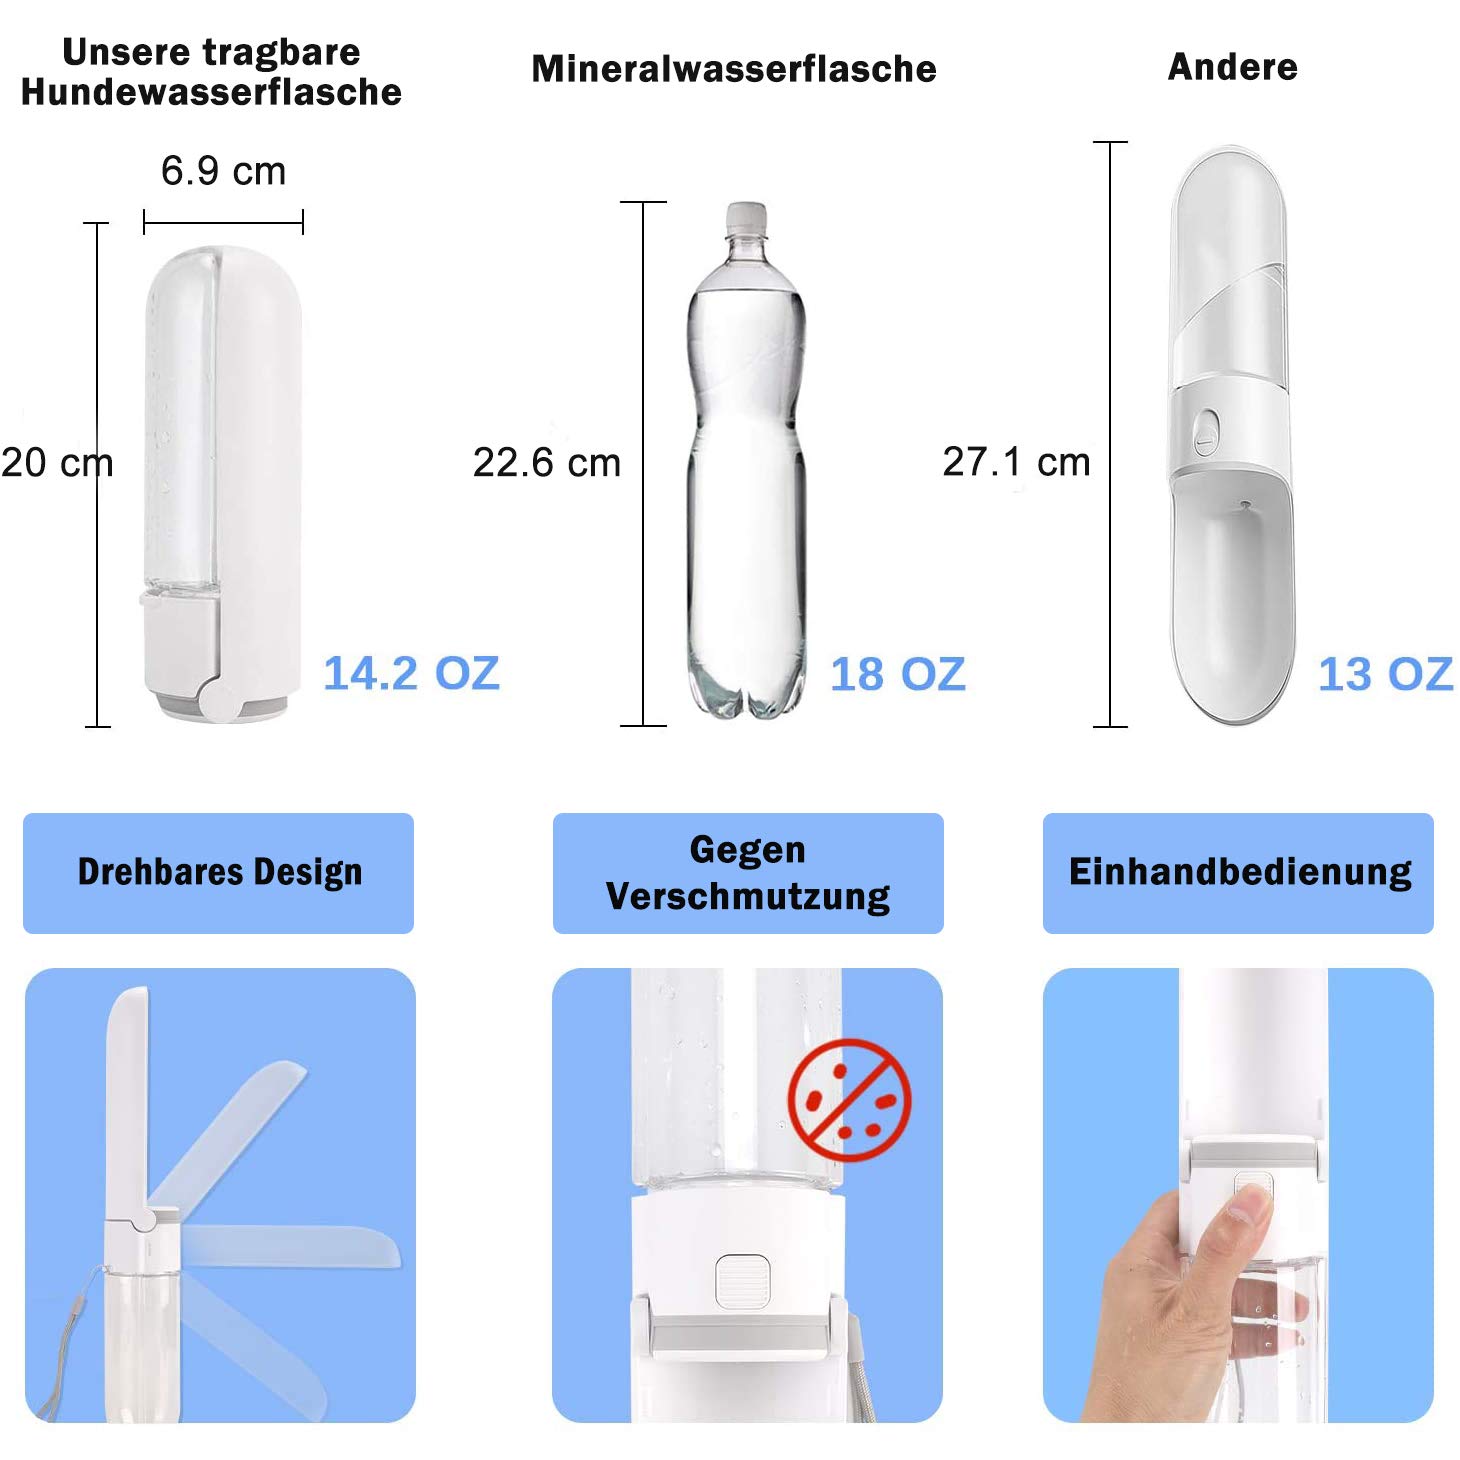 Unsere tragbare
Hundewasserflasche
Mineralwasserflasche
Andere
6.9 cm
20 cm
22.6 cm
27.1 cm
14.2 OZ
18 OZ
13 OZ
Drehbares Design
Gegen
Verschmutzung
Einhandbedienung